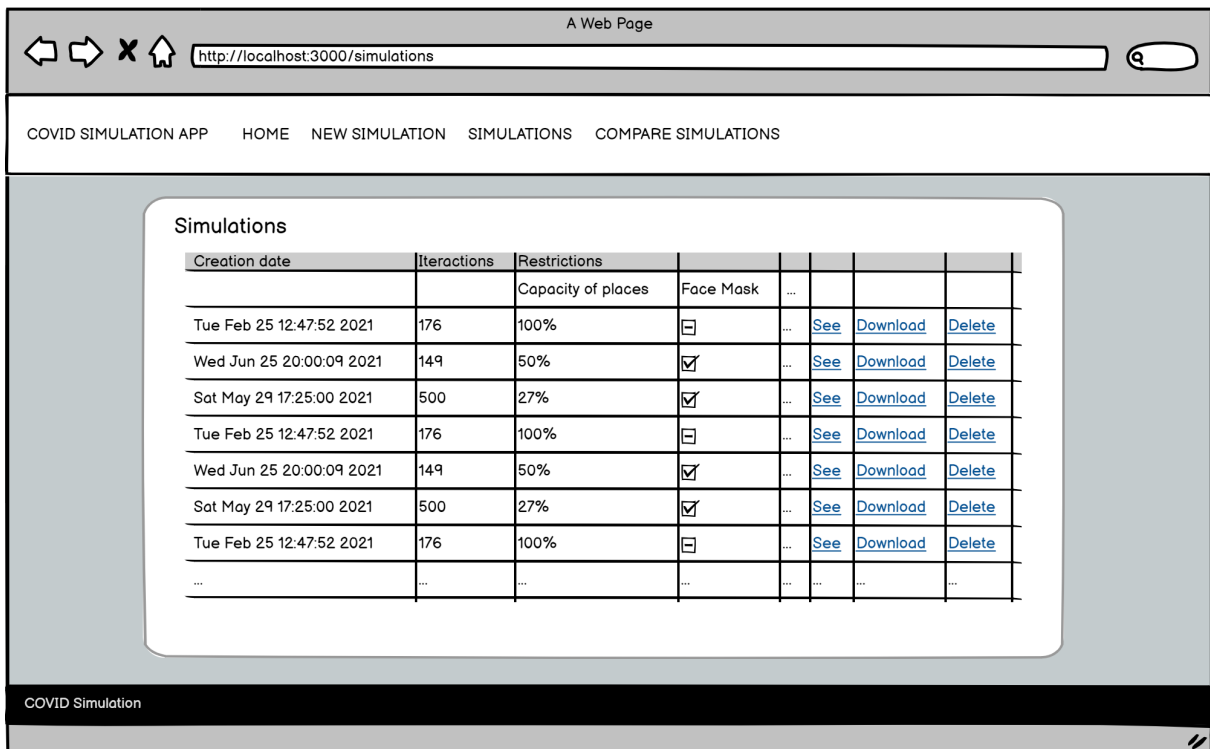 A Web Page
http://localhost:3000/simulations
COVID SIMULATION APP HOME NEW SIMULATION SIMULATIONS COMPARE SIMULATIONS
Simulations
Creation date Iteractions Restrictions
Capacity of places Face Mask ...
Tue Feb 25 12:47:52 2021 176 100% ... See Download Delete
Wed Jun 25 20:00:09 2021 149 50% ... See Download Delete
Sat May 29 17:25:00 2021 500 27% ... See Download Delete
Tue Feb 25 12:47:52 2021 176 100% ... See Download Delete
Wed Jun 25 20:00:09 2021 149 50% ... See Download Delete
Sat May 29 17:25:00 2021 500 27% ... See Download Delete
Tue Feb 25 12:47:52 2021 176 100% ... See Download Delete
... ... ... ... ... ... ... ...
COVID Simulation